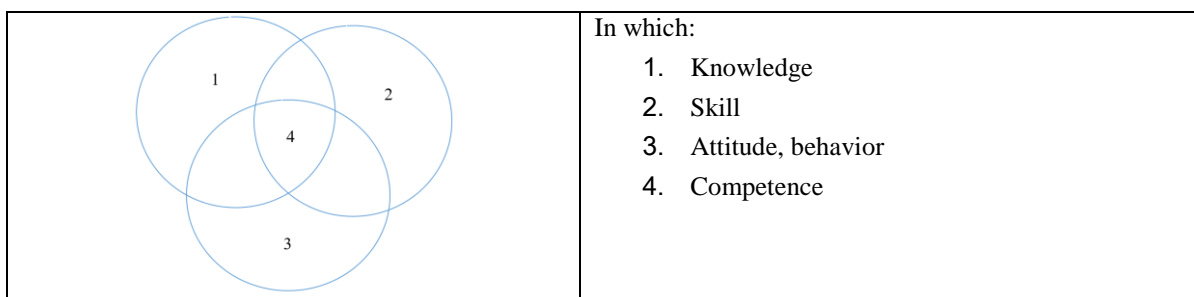 1
2
4
3
In which:
1. Knowledge
2. Skill
3. Attitude, behavior
4. Competence